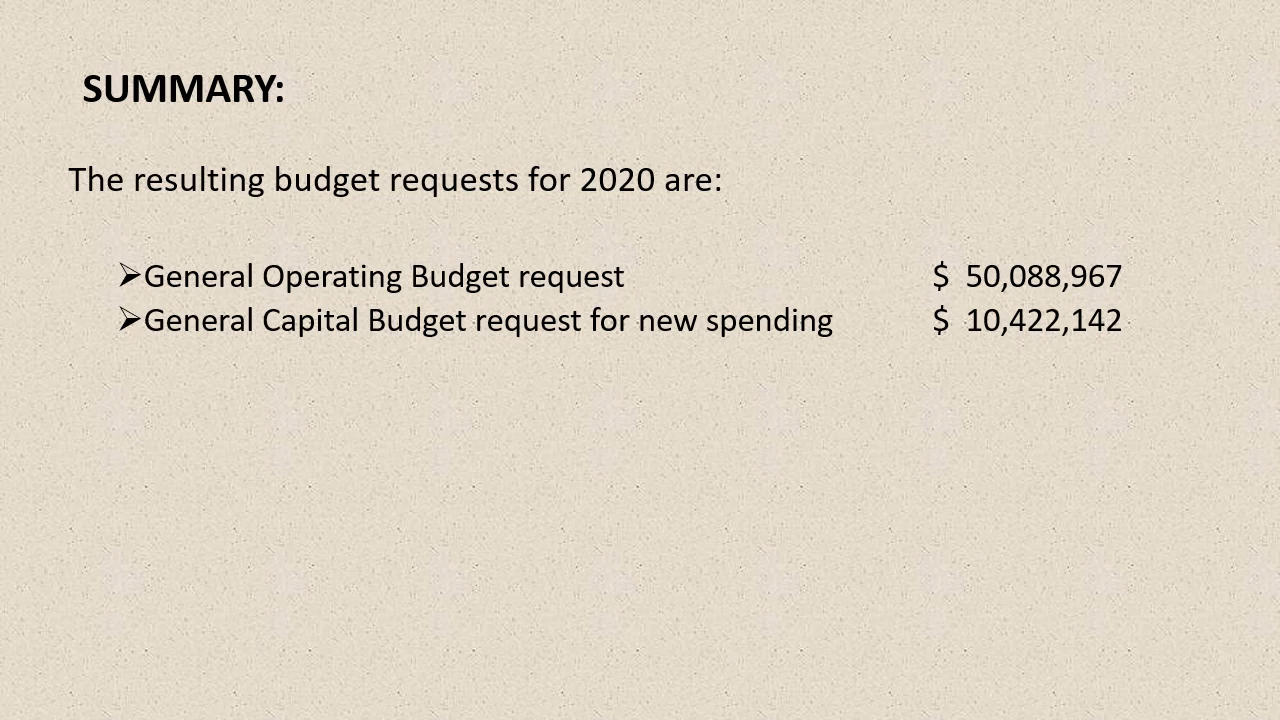 SUMMARY:
The resulting budget requests for 2020 are:
➢General Operating Budget request $ 50,088,967
➢General Capital Budget request for new spending $ 10,422,142